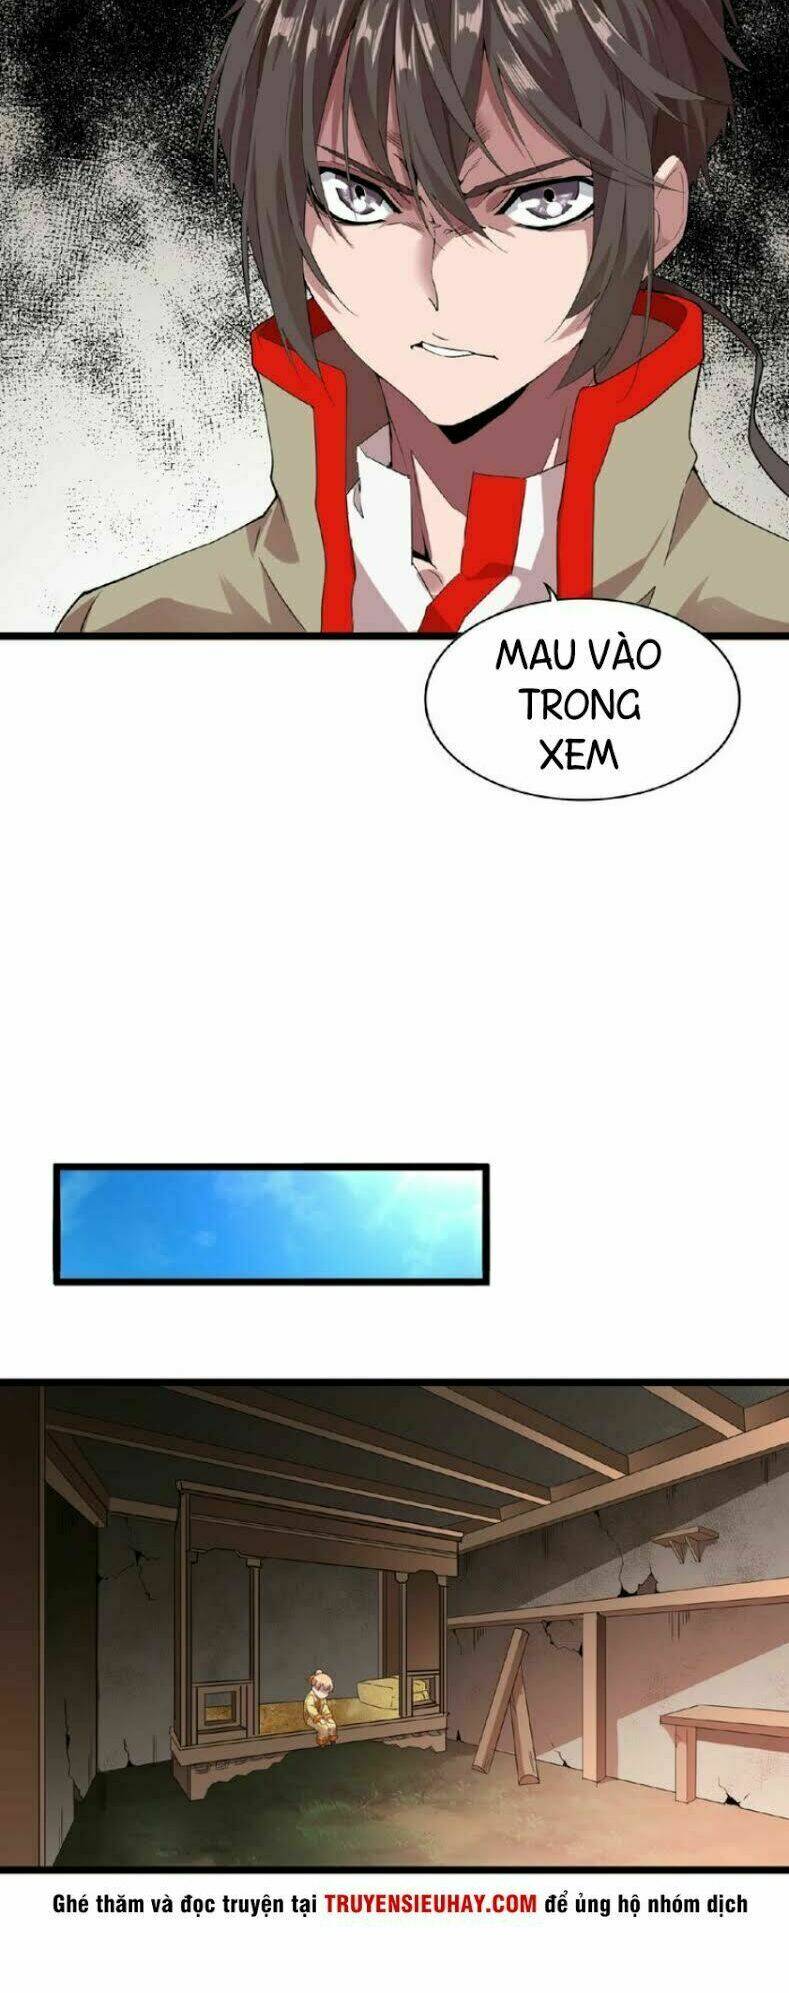 MAU VÀO
TRONG
XEM
Ghé thăm và đọc truyện tại TRUYENSIEUHAY.COM để ủng hộ nhóm dịch